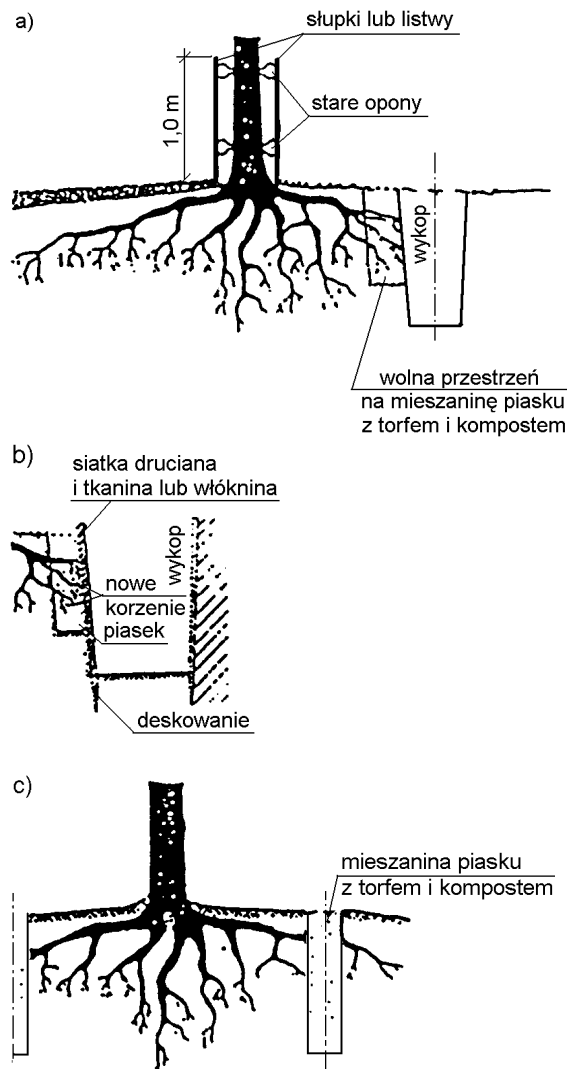 a)
słupki lub listwy
stare opony
1,0 m
wykop
wolna przestrzeń
na mieszaninę piasku
z torfem i kompostem
b)
siatka druciana
i tkanina lub włóknina
wykop
nowe
korzenie
piasek
deskowanie
c)
mieszanina piasku
z torfem i kompostem